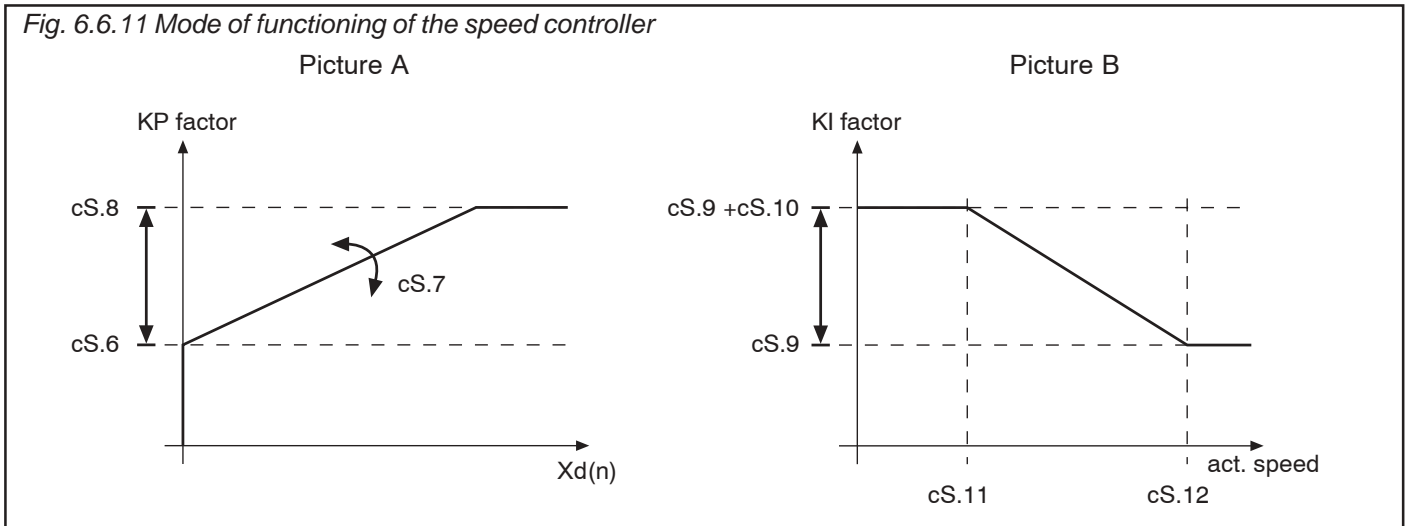 Fig. 6.6.11 Mode of functioning of the speed controller
Picture A
KP factor
cS.8
cS.7
cS.6
Xd(n)
Picture B
KI factor
cS.9 +cS.10
cS.9
act. speed
cS.11
cS.12